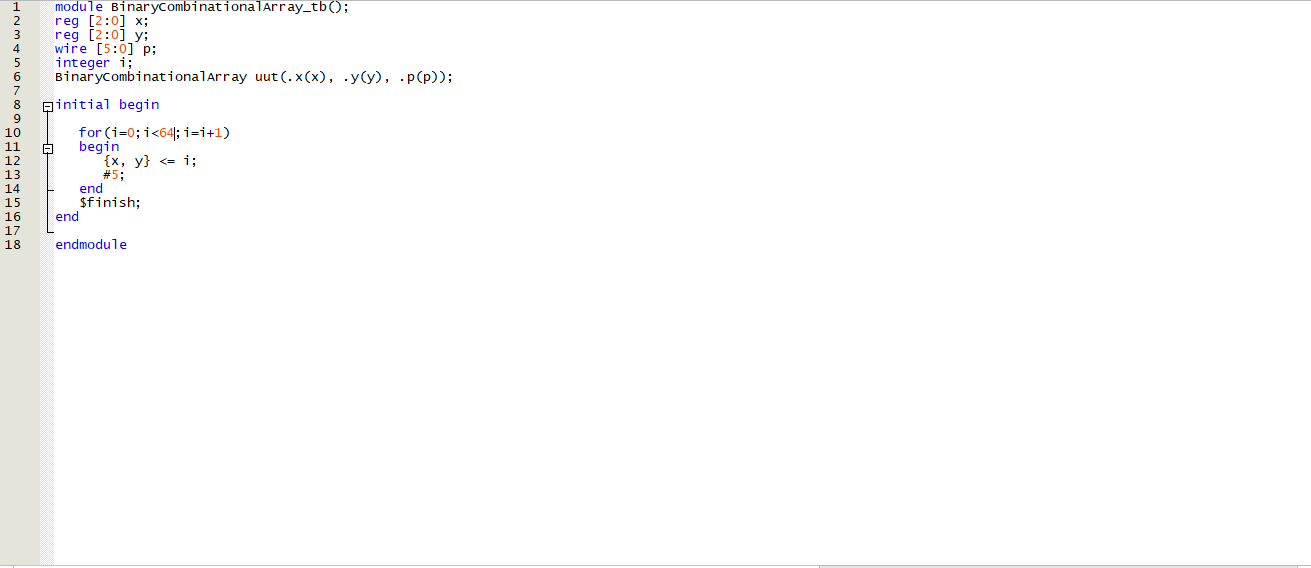 1 module BinaryCombinationalArray_tb();
2 reg [2:0] x;
3 reg [2:0] y;
4 wire [5:0] p;
5 integer i;
6 BinaryCombinationalArray uut(.x(x), .y(y), .p(p));
7
8 initial begin
9
10 for(i=0;i<64;i=i+1)
11 begin
12 {x, y} <= i;
13 #5;
14 end
15 $finish;
16 end
17
18 endmodule